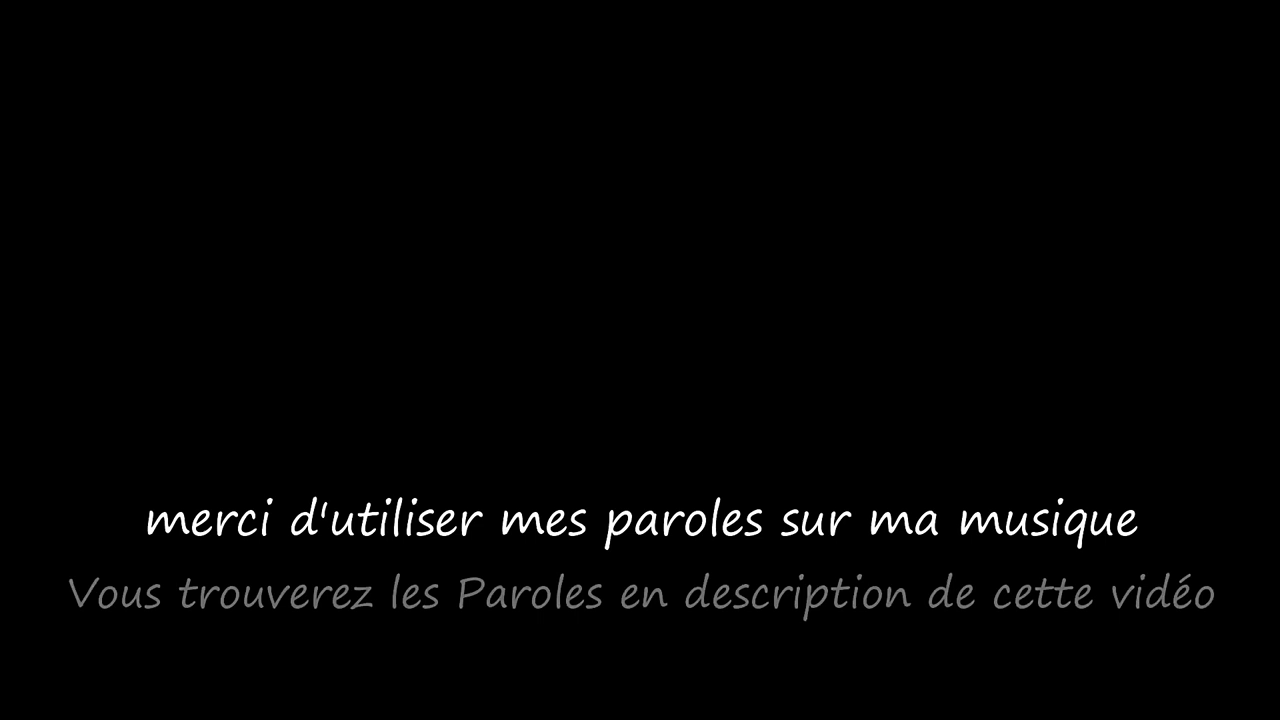 merci d'utiliser mes paroles sur ma musique
Vous trouverez les Paroles en description de cette vidéo